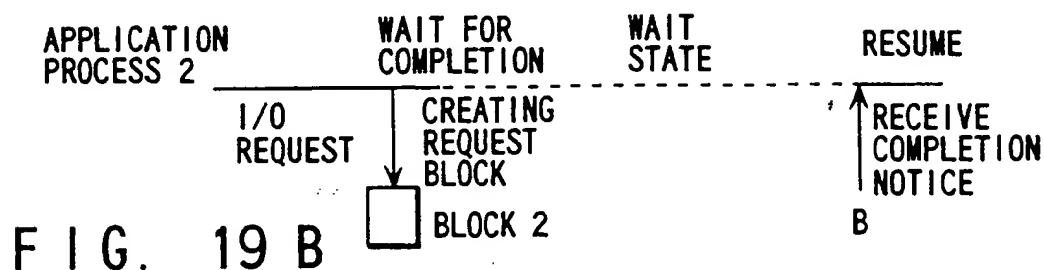 APPLICATION
PROCESS 2
WAIT FOR
COMPLETION
WAIT
STATE
RESUME
I/O
REQUEST
CREATING
REQUEST
BLOCK
BLOCK 2
RECEIVE
COMPLETION
NOTICE
B
FIG. 19 B